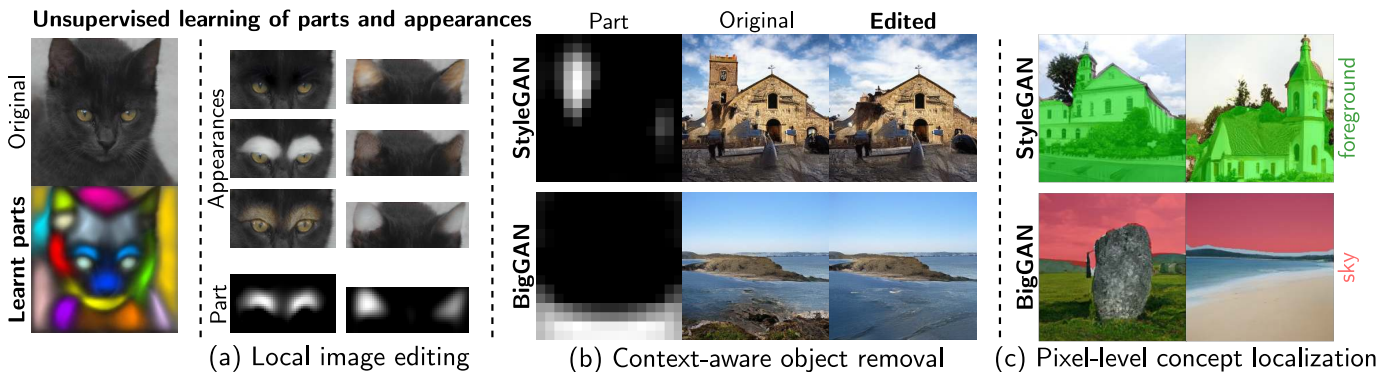 Unsupervised learning of parts and appearances
Original
Learnt parts
Appearances
Part
(a) Local image editing
Part Original Edited
StyleGAN
BigGAN
(b) Context-aware object removal
StyleGAN
foreground
BigGAN
sky
(c) Pixel-level concept localization